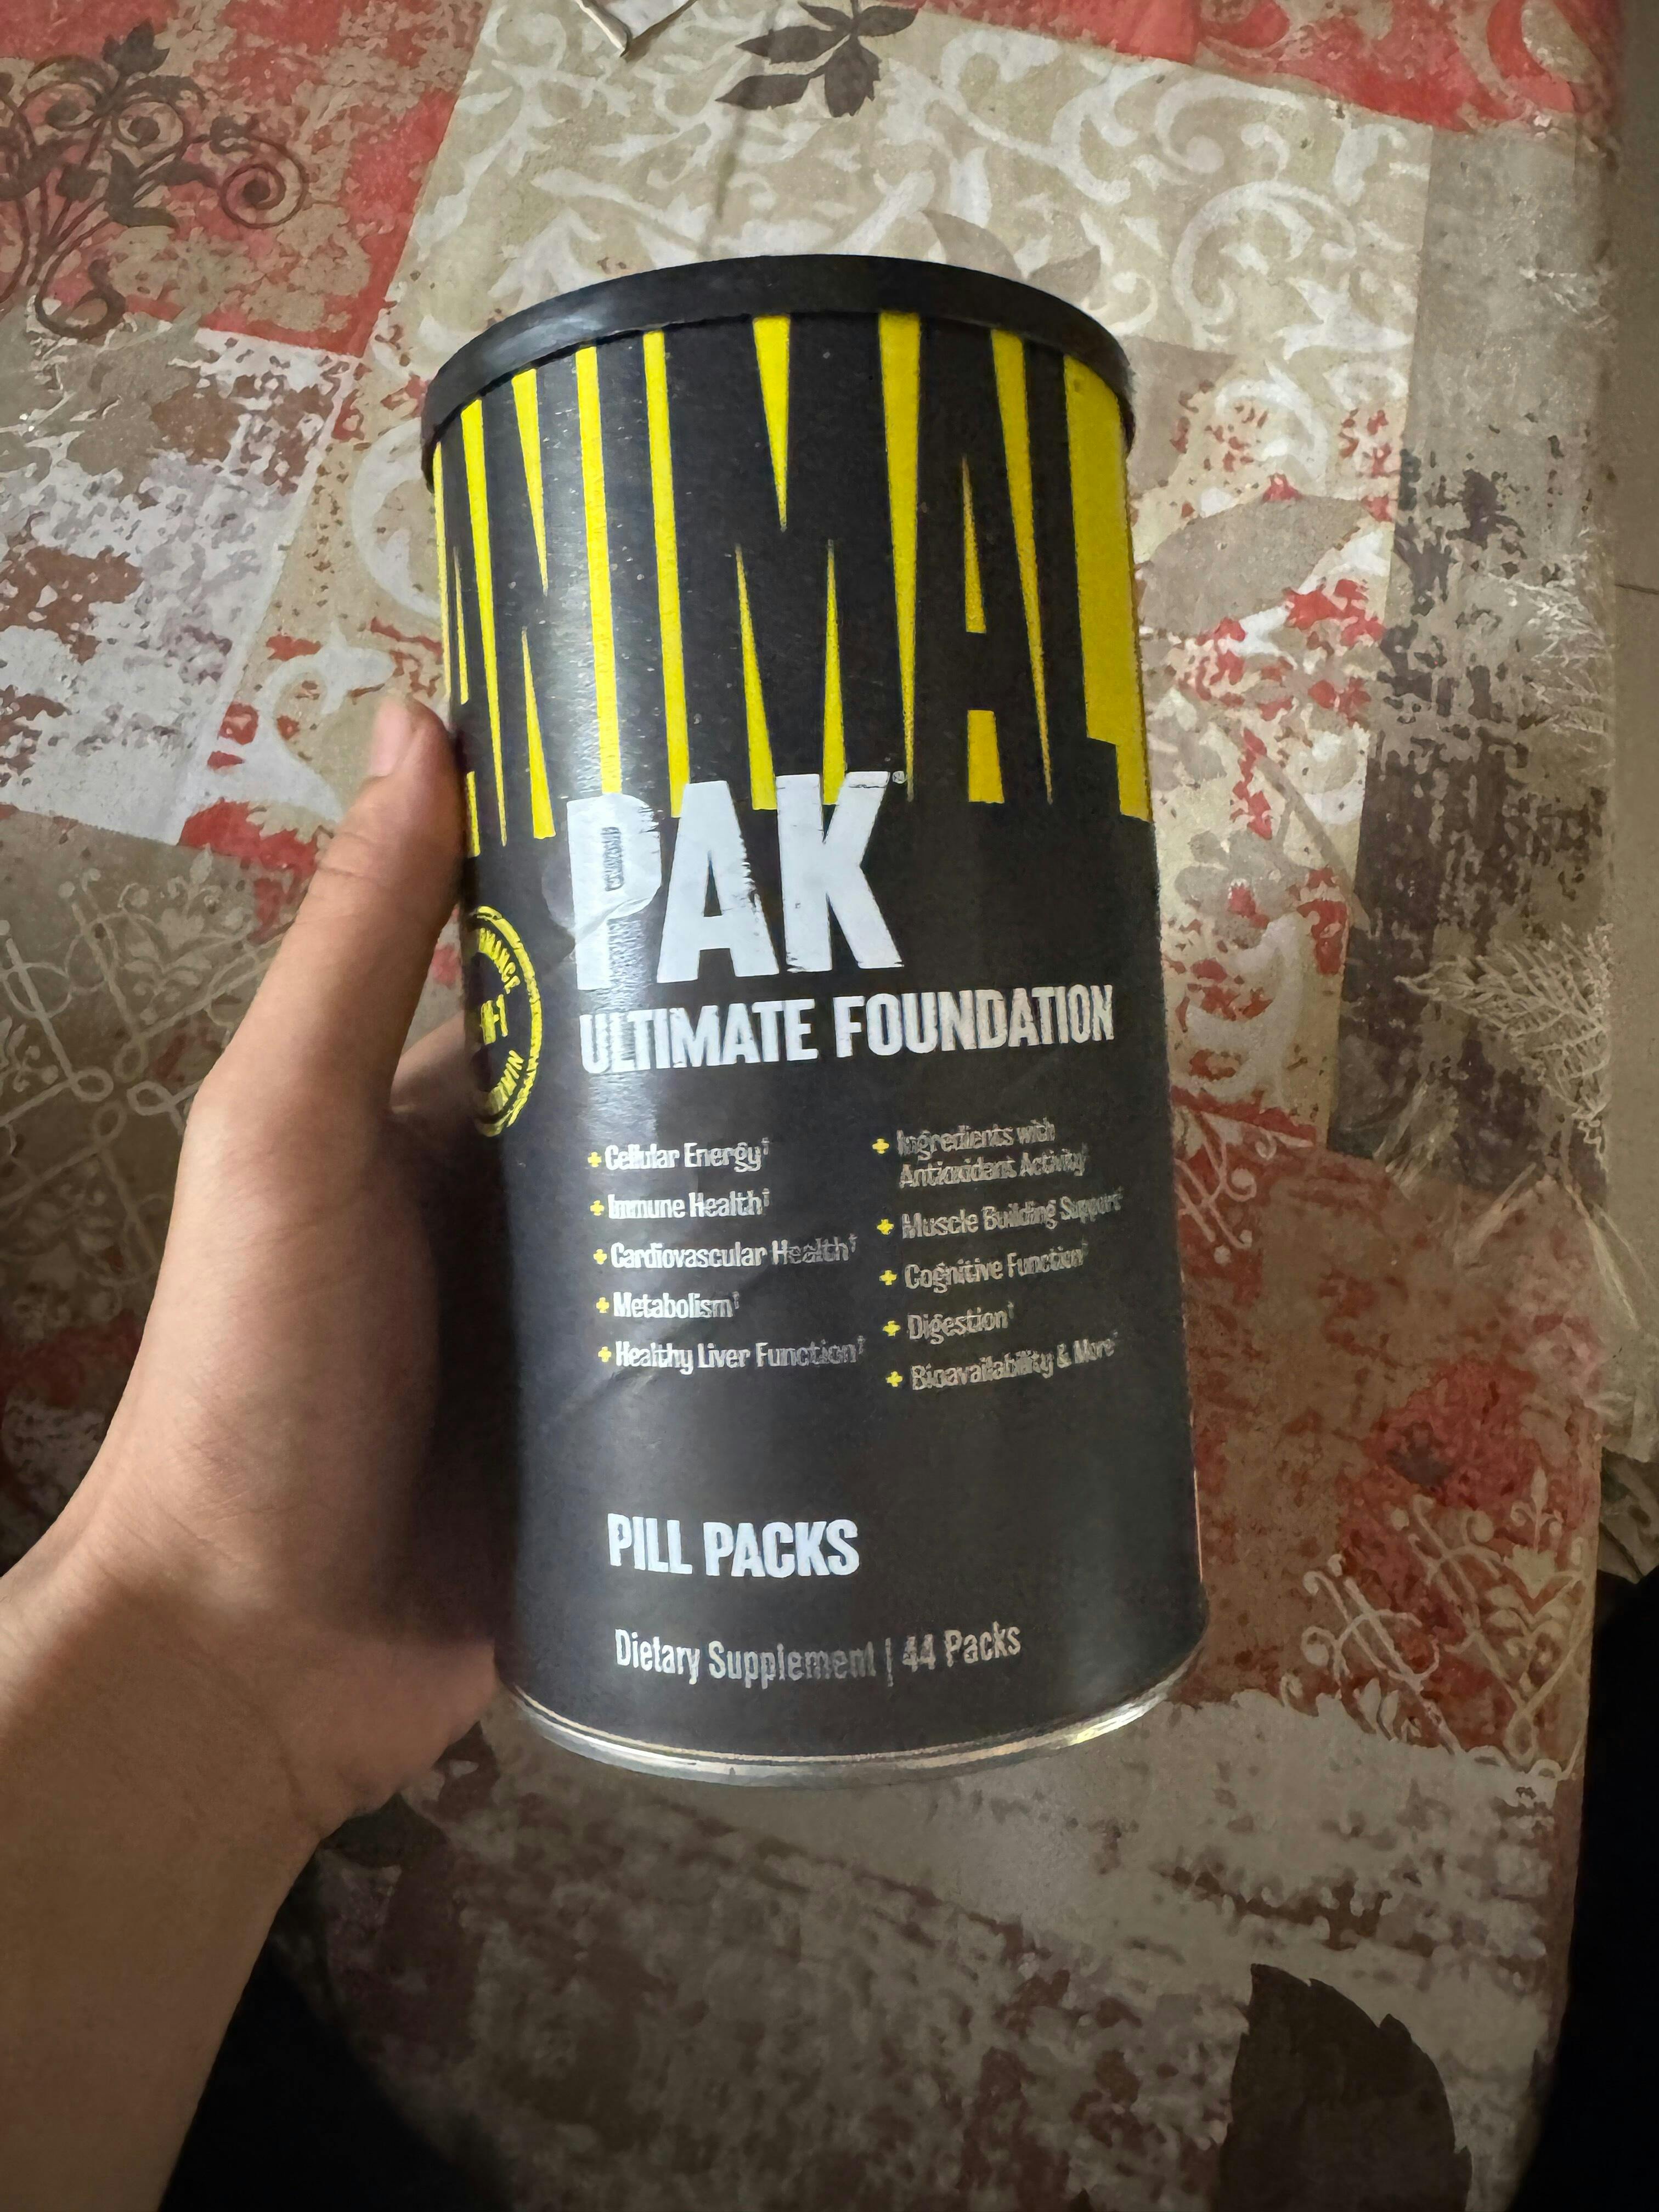 ANIMAL
PAK®
ULTIMATE FOUNDATION
+ Cellular Energy†
+ Immune Health†
+ Cardiovascular Health†
+ Metabolism†
+ Healthy Liver Function†
+ Ingredients with
Antioxidant Activity†
+ Muscle Building Support†
+ Cognitive Function†
+ Digestion†
+ Bioavailability & More†
PILL PACKS
Dietary Supplement | 44 Packs